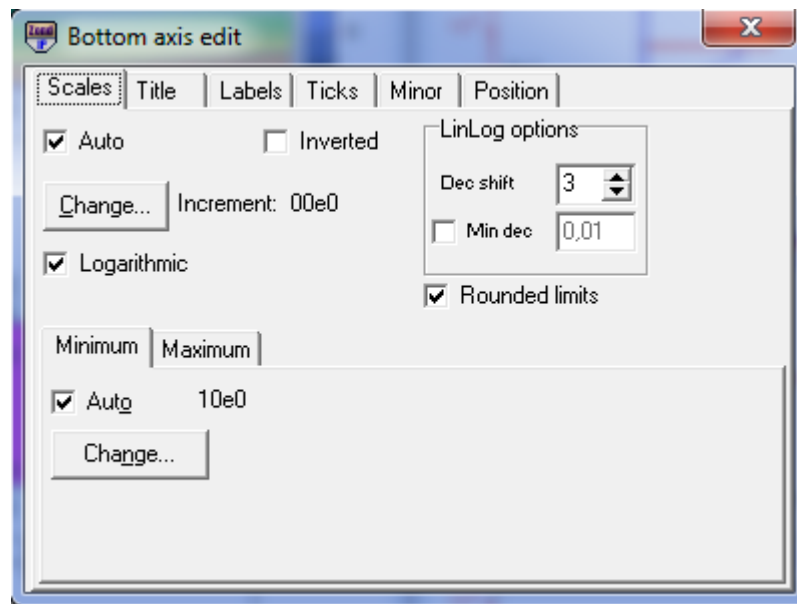 Bottom axis edit
Scales Title Labels Ticks Minor Position
Auto Inverted LinLog options
Dec shift 3
Change... Increment: 00e0
Min dec 0,01
Logarithmic
Rounded limits
Minimum Maximum
Auto 10e0
Change...